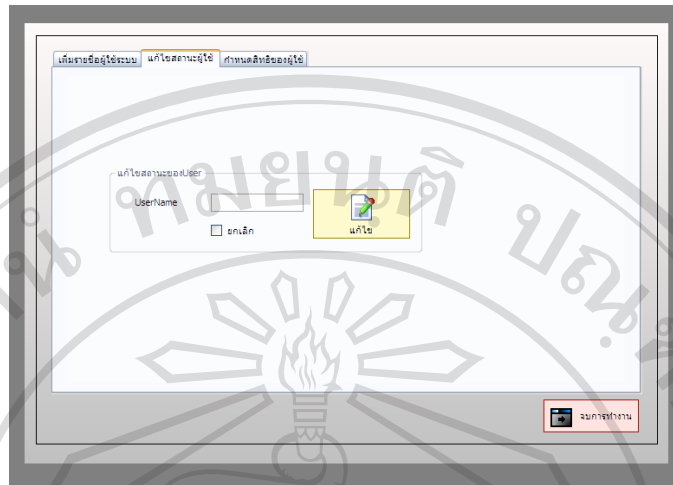 เพิ่มรายชื่อผู้ใช้ระบบ แก้ไขสถานะผู้ใช้ กำหนดสิทธิของผู้ใช้
แก้ไขสถานะของUser
UserName
ยกเลิก
แก้ไข
จบการทำงาน